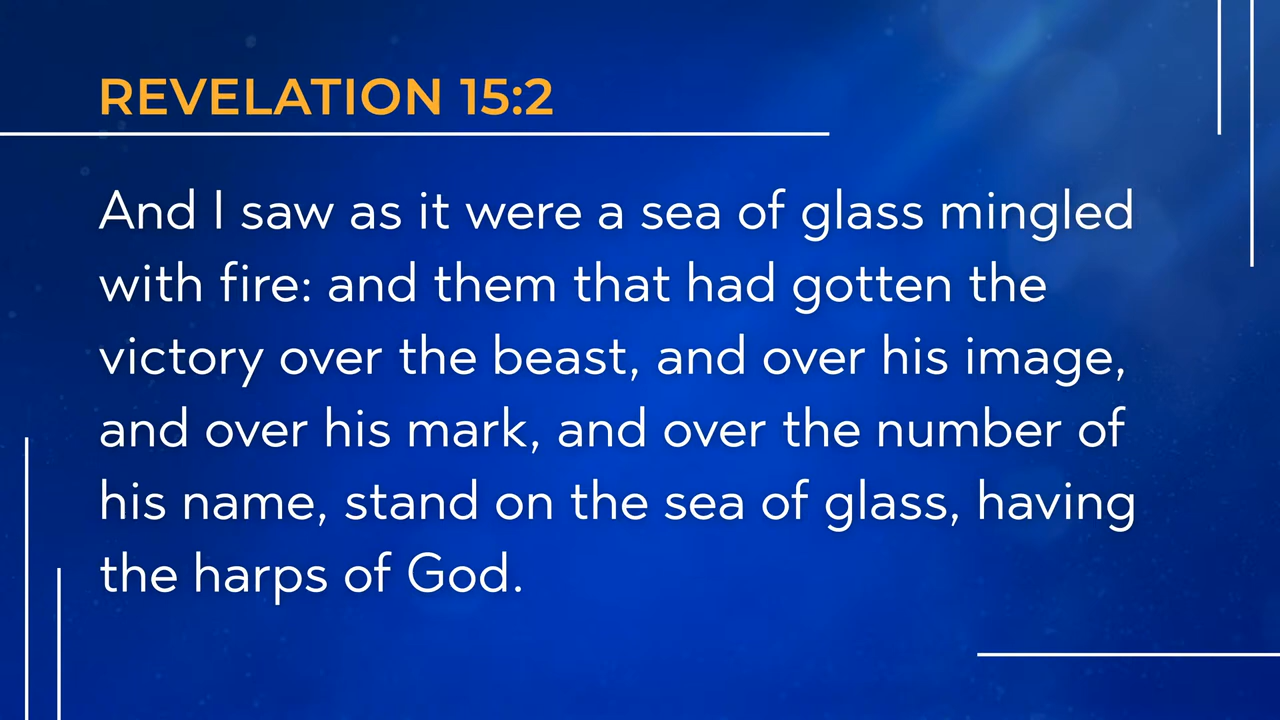 REVELATION 15:2
And I saw as it were a sea of glass mingled
with fire: and them that had gotten the
victory over the beast, and over his image,
and over his mark, and over the number of
his name, stand on the sea of glass, having
the harps of God.